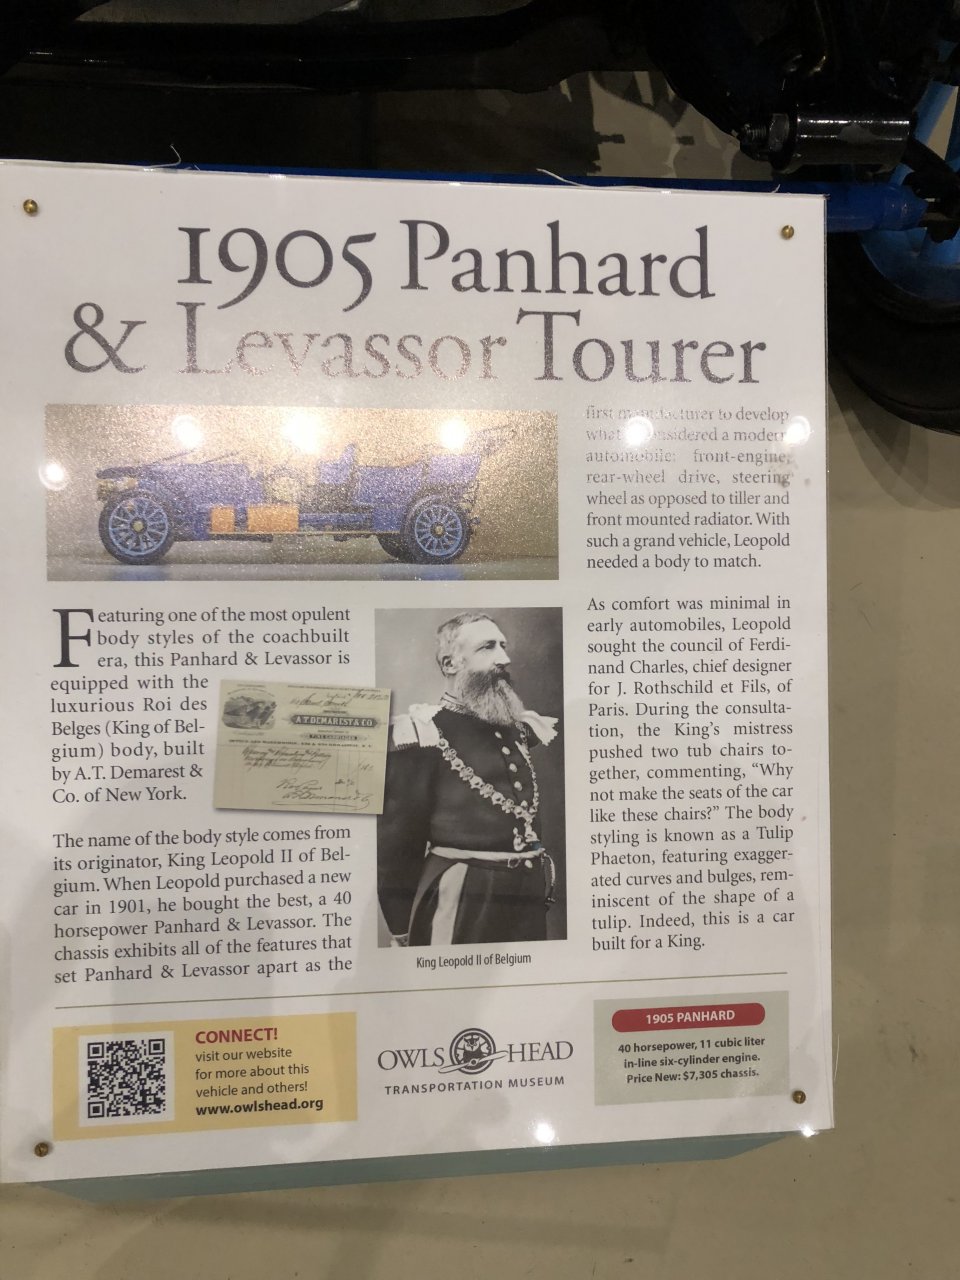 1905 Panhard
& Levassor Tourer
Featuring one of the most opulent
body styles of the coachbuilt
era, this Panhard & Levassor is
equipped with the
luxurious Roi des
Belges (King of Bel-
gium) body, built
by A.T. Demarest &
Co. of New York.
The name of the body style comes from
its originator, King Leopold II of Bel-
gium. When Leopold purchased a new
car in 1901, he bought the best, a 40
horsepower Panhard & Levassor. The
chassis exhibits all of the features that
set Panhard & Levassor apart as the
A.T. DEMAREST & CO.
FINE CARRIAGES
King Leopold II of Belgium
first manufacturer to develop
what considered a modern
automobile: front-engine,
rear-wheel drive, steering
wheel as opposed to tiller and
front mounted radiator. With
such a grand vehicle, Leopold
needed a body to match.
As comfort was minimal in
early automobiles, Leopold
sought the council of Ferdi-
nand Charles, chief designer
for J. Rothschild et Fils, of
Paris. During the consulta-
tion, the King's mistress
pushed two tub chairs to-
gether, commenting, "Why
not make the seats of the car
like these chairs?" The body
styling is known as a Tulip
Phaeton, featuring exagger-
ated curves and bulges, rem-
iniscent of the shape of a
tulip. Indeed, this is a car
built for a King.
CONNECT!
visit our website
for more about this
vehicle and others!
www.owlshead.org
OWLS HEAD
TRANSPORTATION MUSEUM
1905 PANHARD
40 horsepower, 11 cubic liter
in-line six-cylinder engine.
Price New: $7,305 chassis.